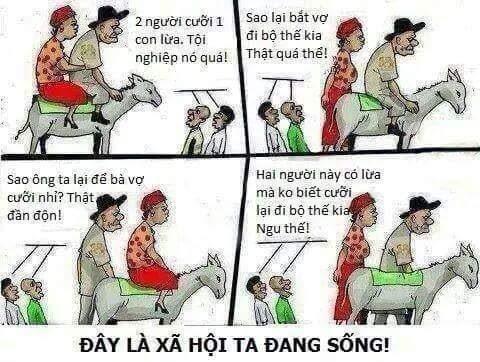 2 người cưỡi 1
con lừa. Tội
nghiệp nó quá!
Sao lại bắt vợ
đi bộ thế kia
Thật quá thể!
Sao ông ta lại để bà vợ
cưỡi nhỉ? Thật
đần độn!
Hai người này có lừa
mà ko biết cưỡi
lại đi bộ thế kia
Ngu thế!
ĐÂY LÀ XÃ HỘI TA ĐANG SỐNG!